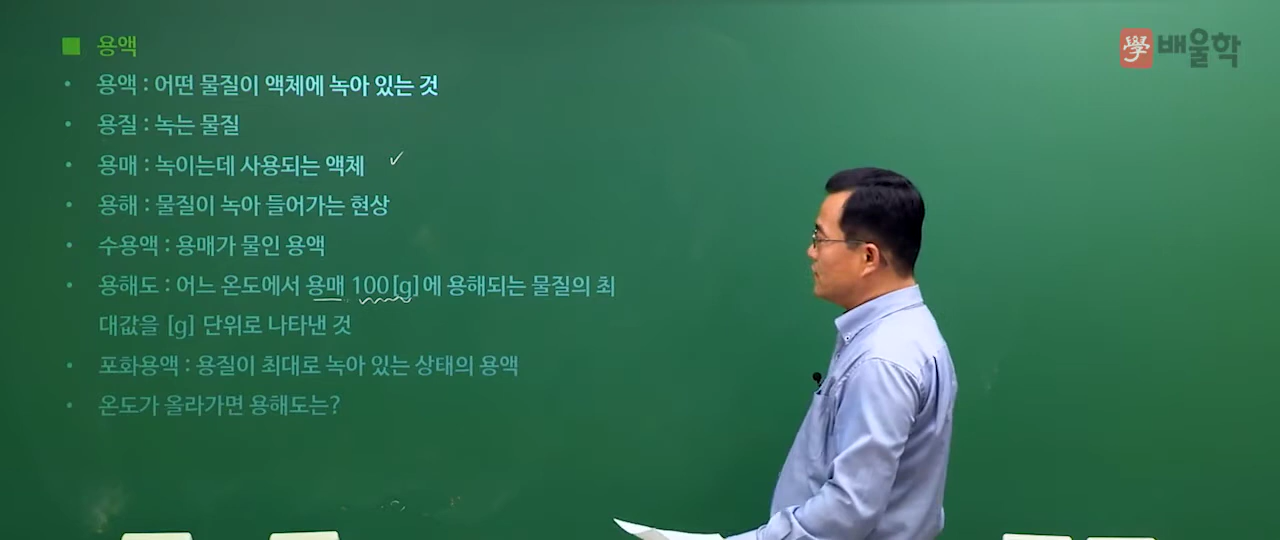 ■ 용액
學 배울학
• 용액 : 어떤 물질이 액체에 녹아 있는 것
• 용질 : 녹는 물질
• 용매 : 녹이는데 사용되는 액체
• 용해 : 물질이 녹아 들어가는 현상
• 수용액 : 용매가 물인 용액
• 용해도 : 어느 온도에서 용매 100[g]에 용해되는 물질의 최
대값을 [g] 단위로 나타낸 것
• 포화용액 : 용질이 최대로 녹아 있는 상태의 용액
• 온도가 올라가면 용해도는?